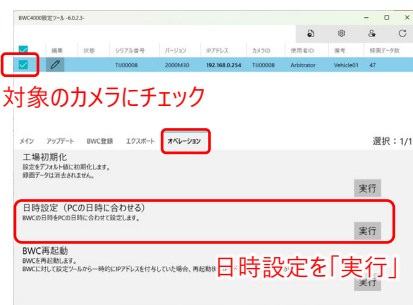 BWC4000設定ツール -6.0.2.3-
編集 状態 シリアル番号 バージョン IPアドレス カメラID 使用者ID 備考 録画データ数
TU00008 2000M30 192.168.0.254 TU00008 Arbitrator Vehicle01 47
対象のカメラにチェック
メイン アップデート BWC登録 エクスポート オペレーション 選択:1/1
工場初期化
設定をデフォルト値に初期化します。
録画データは消去されません。
実行
日時設定(PCの日時に合わせる)
BWCの日時をPCの日時に合わせて設定します。
実行
BWC再起動
BWCを再起動します。
BWCに対して設定ツールから一時的にIPアドレスを付与していた場合、再起動後
日時設定を「実行」
実行